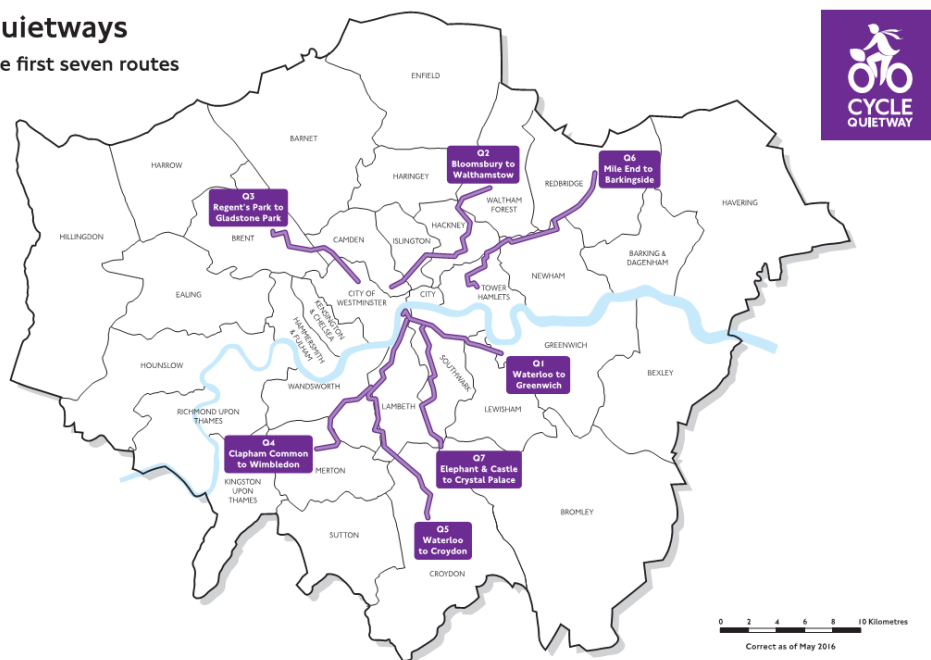 uietways
e first seven routes
CYCLE
QUIETWAY
ENFIELD
BARNET
HARROW
HARINGEY
Q2
Bloomsbury to
Walthamstow
Q6
Mile End to
Barkingside
REDBRIDGE
WALTHAM
FOREST
HAVERING
Q3
Regent's Park to
Gladstone Park
HILLINGDON
BRENT
CAMDEN
ISLINGTON
HACKNEY
BARKING &
DAGENHAM
NEWHAM
EALING
CITY OF
WESTMINSTER
CITY
TOWER
HAMLETS
KENSINGTON
& CHELSEA
HAMMERSMITH
& FULHAM
HOUNSLOW
WANDSWORTH
SOUTHWARK
GREENWICH
BEXLEY
Q1
Waterloo to
Greenwich
RICHMOND UPON
THAMES
LAMBETH
LEWISHAM
Q4
Clapham Common
to Wimbledon
MERTON
Q7
Elephant & Castle
to Crystal Palace
KINGSTON
UPON
THAMES
BROMLEY
SUTTON
Q5
Waterloo
to Croydon
CROYDON
0 2 4 6 8 10 Kilometres
Correct as of May 2016